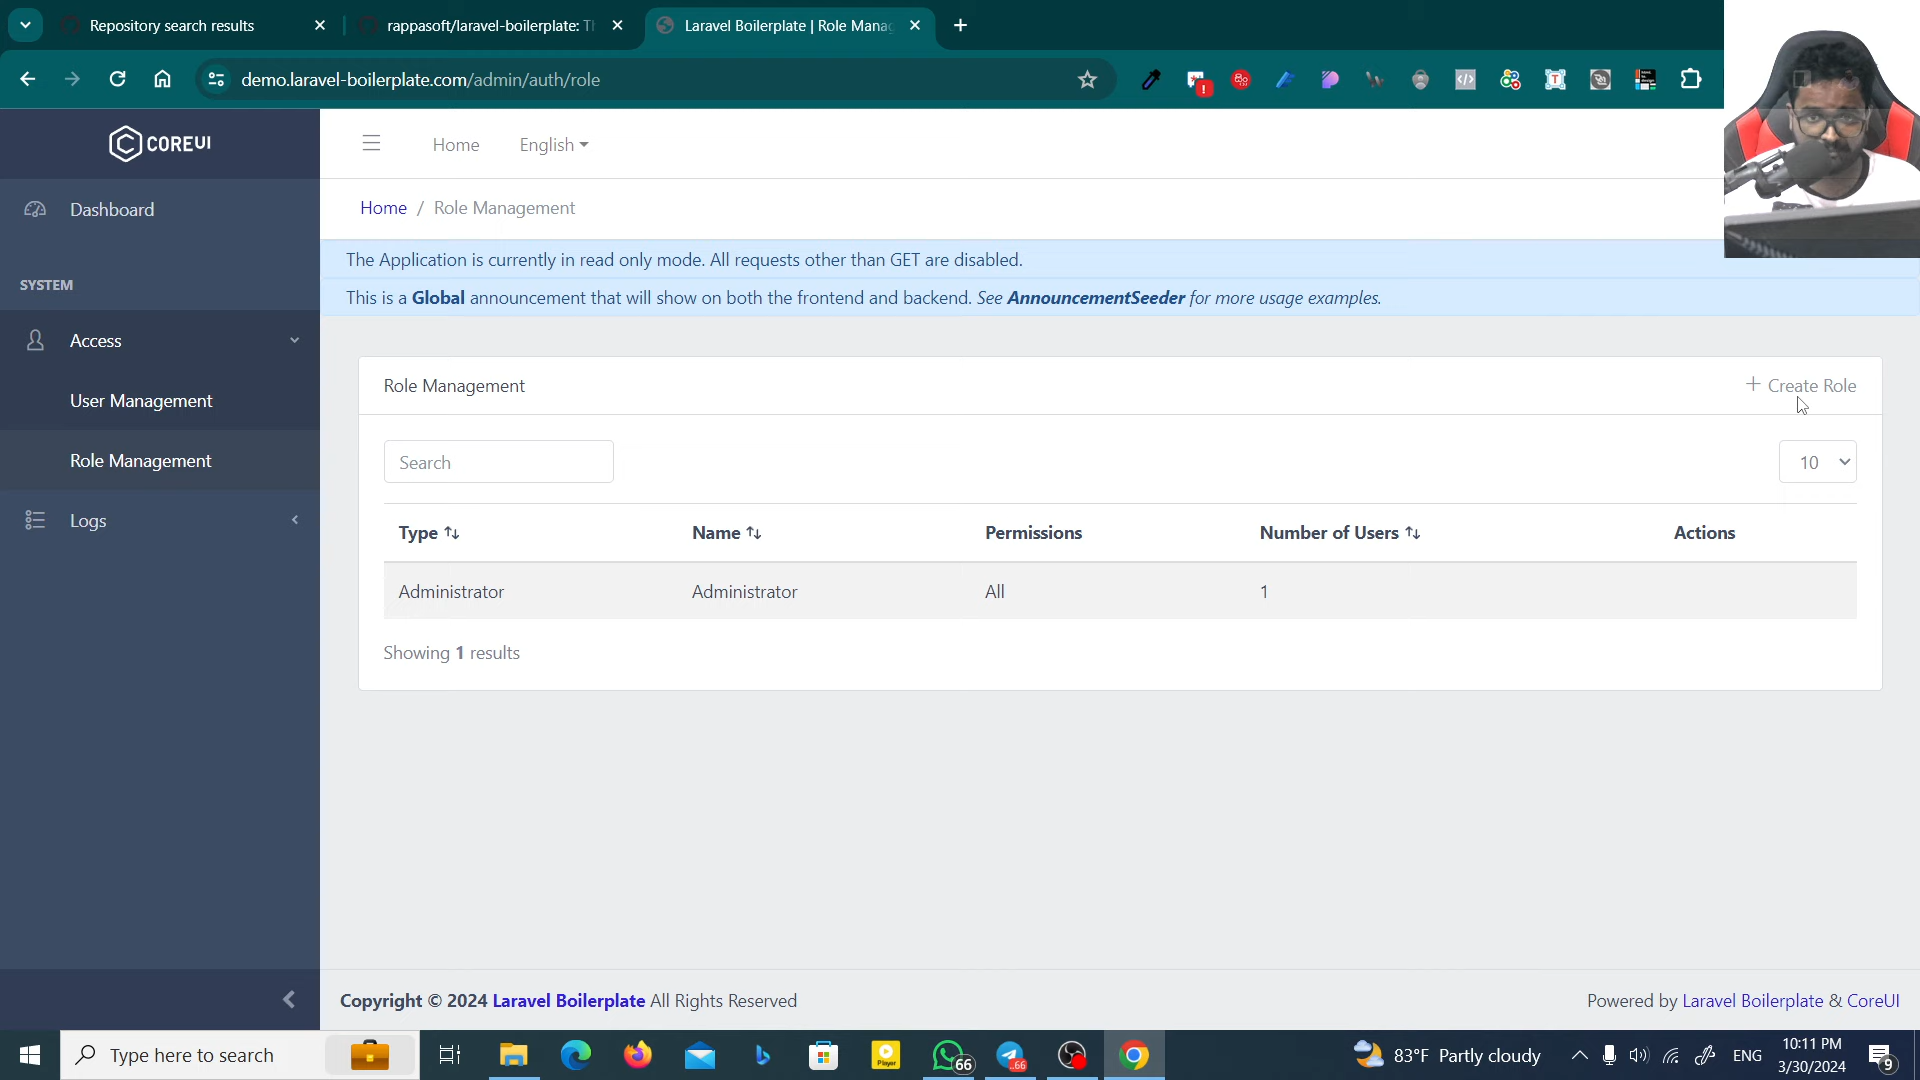 Repository search results
rappasoft/laravel-boilerplate: Th
Laravel Boilerplate | Role Manag
demo.laravel-boilerplate.com/admin/auth/role
COREUI
Home
English
Dashboard
Home / Role Management
The Application is currently in read only mode. All requests other than GET are disabled.
SYSTEM
This is a Global announcement that will show on both the frontend and backend. See AnnouncementSeeder for more usage examples.
Access
Role Management
Create Role
User Management
Search
10
Role Management
Logs
Type
Name
Permissions
Number of Users
Actions
Administrator
Administrator
All
1
Showing 1 results
Copyright © 2024 Laravel Boilerplate All Rights Reserved
Powered by Laravel Boilerplate & CoreUI
Type here to search
Player
66
66
83°F Partly cloudy
ENG
10:11 PM
3/30/2024
9